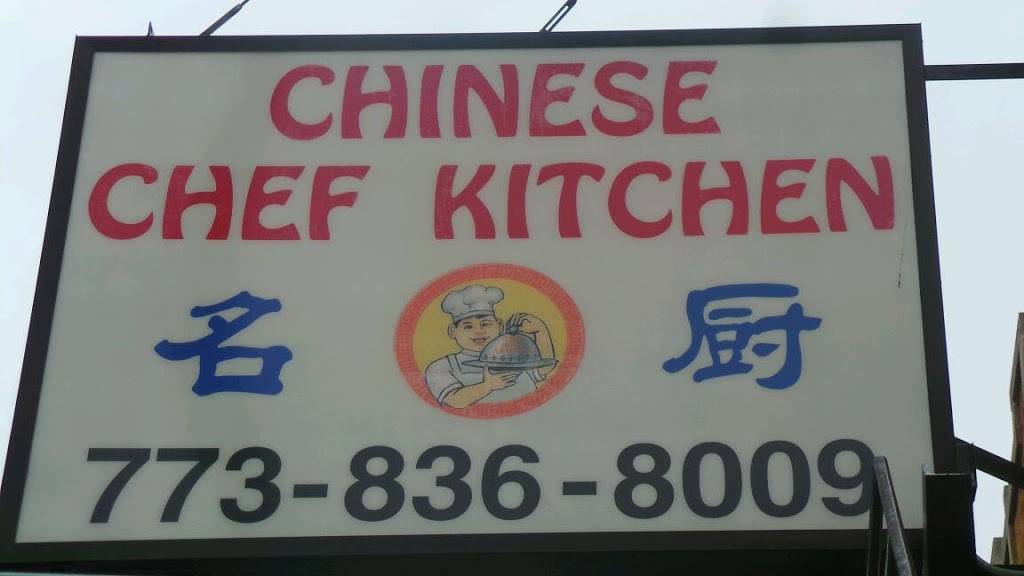 CHINESE
CHEF KITCHEN
名 厨
773-836-8009